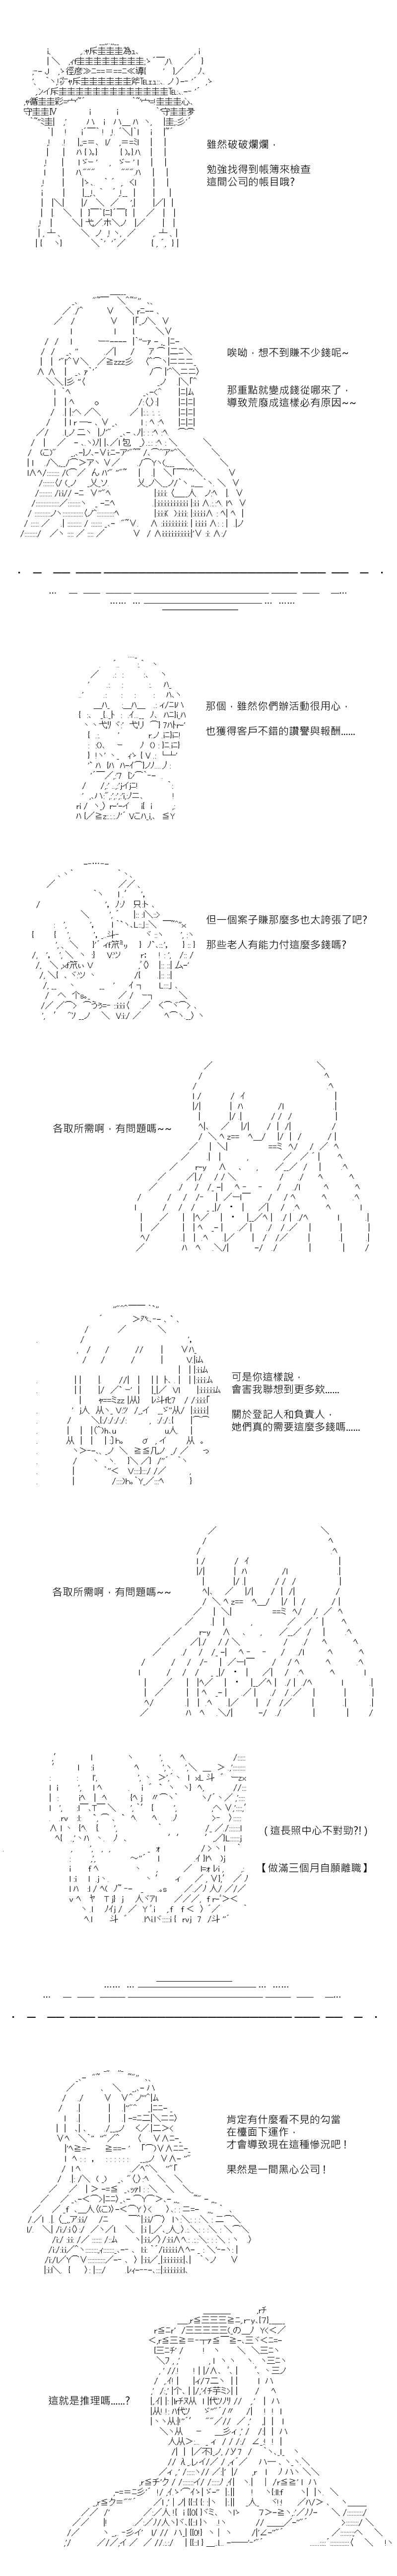 雖然破破爛爛，
勉強找得到帳簿來檢查
這間公司的帳目哦?
唉呦，想不到賺不少錢呢~
那重點就變成錢從哪來了，
導致荒廢成這樣必有原因~~
那個，雖然你們辦活動很用心，
也獲得客戶不錯的讚譽與報酬......
但一個案子賺那麼多也太誇張了吧?
那些老人有能力付這麼多錢嗎?
各取所需啊，有問題嗎~~
可是你這樣說，
會害我聯想到更多欸......
關於登記人和負責人，
她們真的需要這麼多錢嗎......
各取所需啊，有問題嗎~~
( 這長照中心不對勁?! )
【做滿三個月自願離職】
肯定有什麼看不見的勾當
在檯面下運作，
才會導致現在這種慘況吧！
果然是一間黑心公司！
這就是推理嗎......?